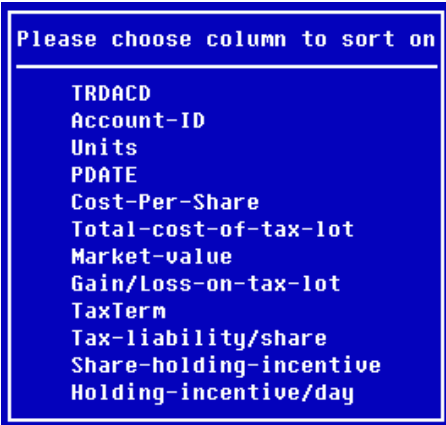 Please choose column to sort on
TRDACD
Account-ID
Units
PDATE
Cost-Per-Share
Total-cost-of-tax-lot
Market-value
Gain/Loss-on-tax-lot
TaxTerm
Tax-liability/share
Share-holding-incentive
Holding-incentive/day